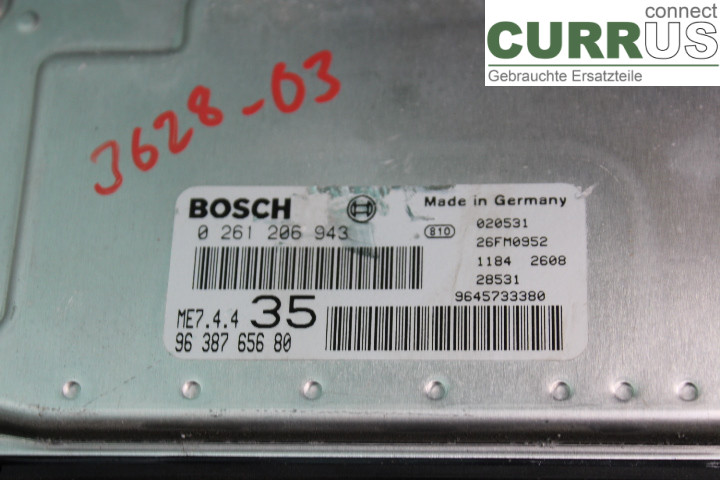 connect
CURRUS
Gebrauchte Ersatzteile
3628-03
BOSCH
Made in Germany
0 261 206 943
810
020531
26FM0952
1184 2608
28531
9645733380
ME7.4.4 35
96 387 656 80